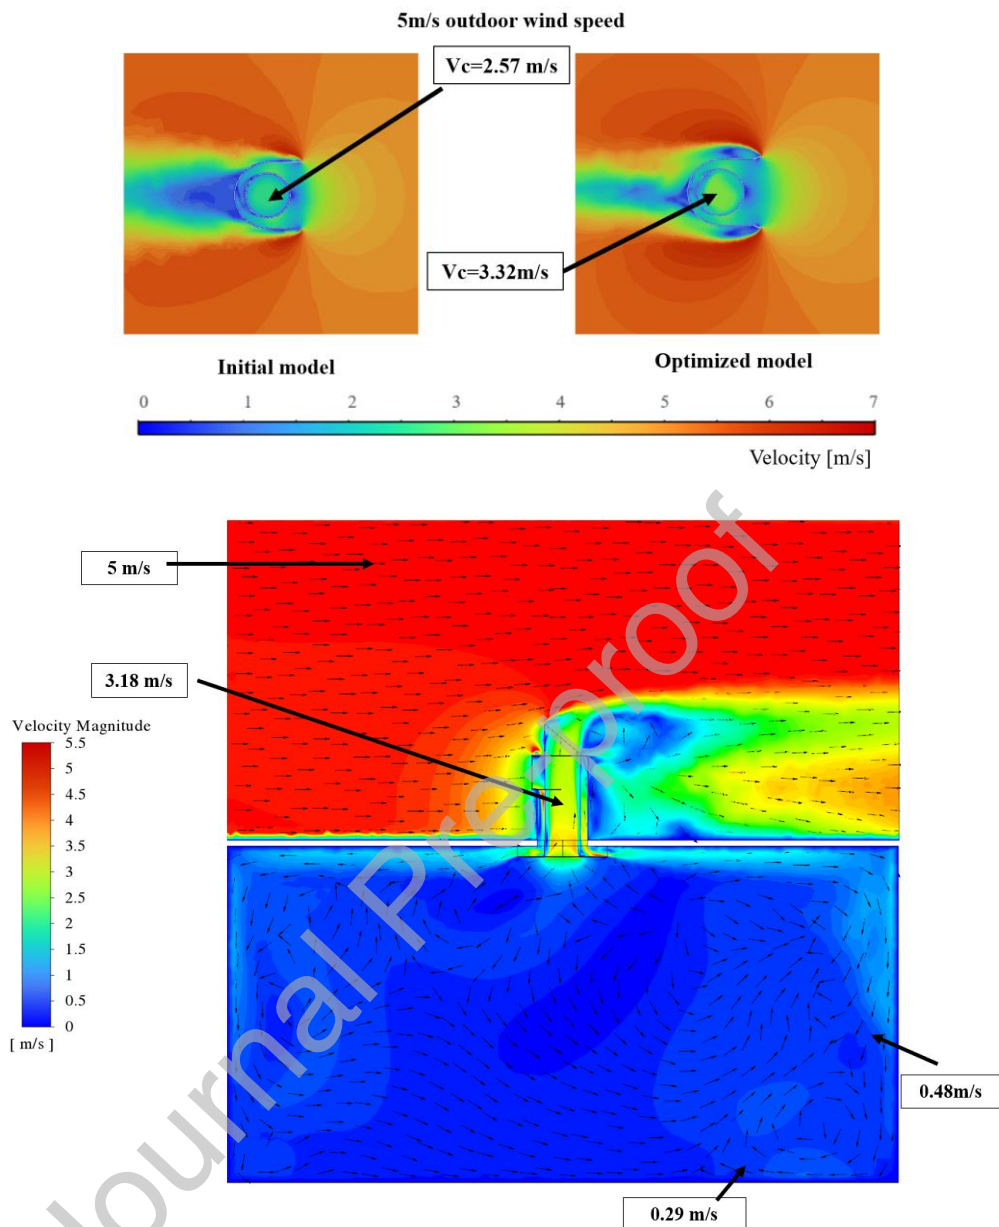 5m/s outdoor wind speed
Vc=2.57 m/s
Vc=3.32m/s
Initial model
Optimized model
0 1 2 3 4 5 6 7
Velocity [m/s]
5 m/s
3.18 m/s
Velocity Magnitude
5.5
5
4.5
4
3.5
3
2.5
2
1.5
1
0.5
0
[ m/s ]
0.48m/s
0.29 m/s
Journal Pre-proof